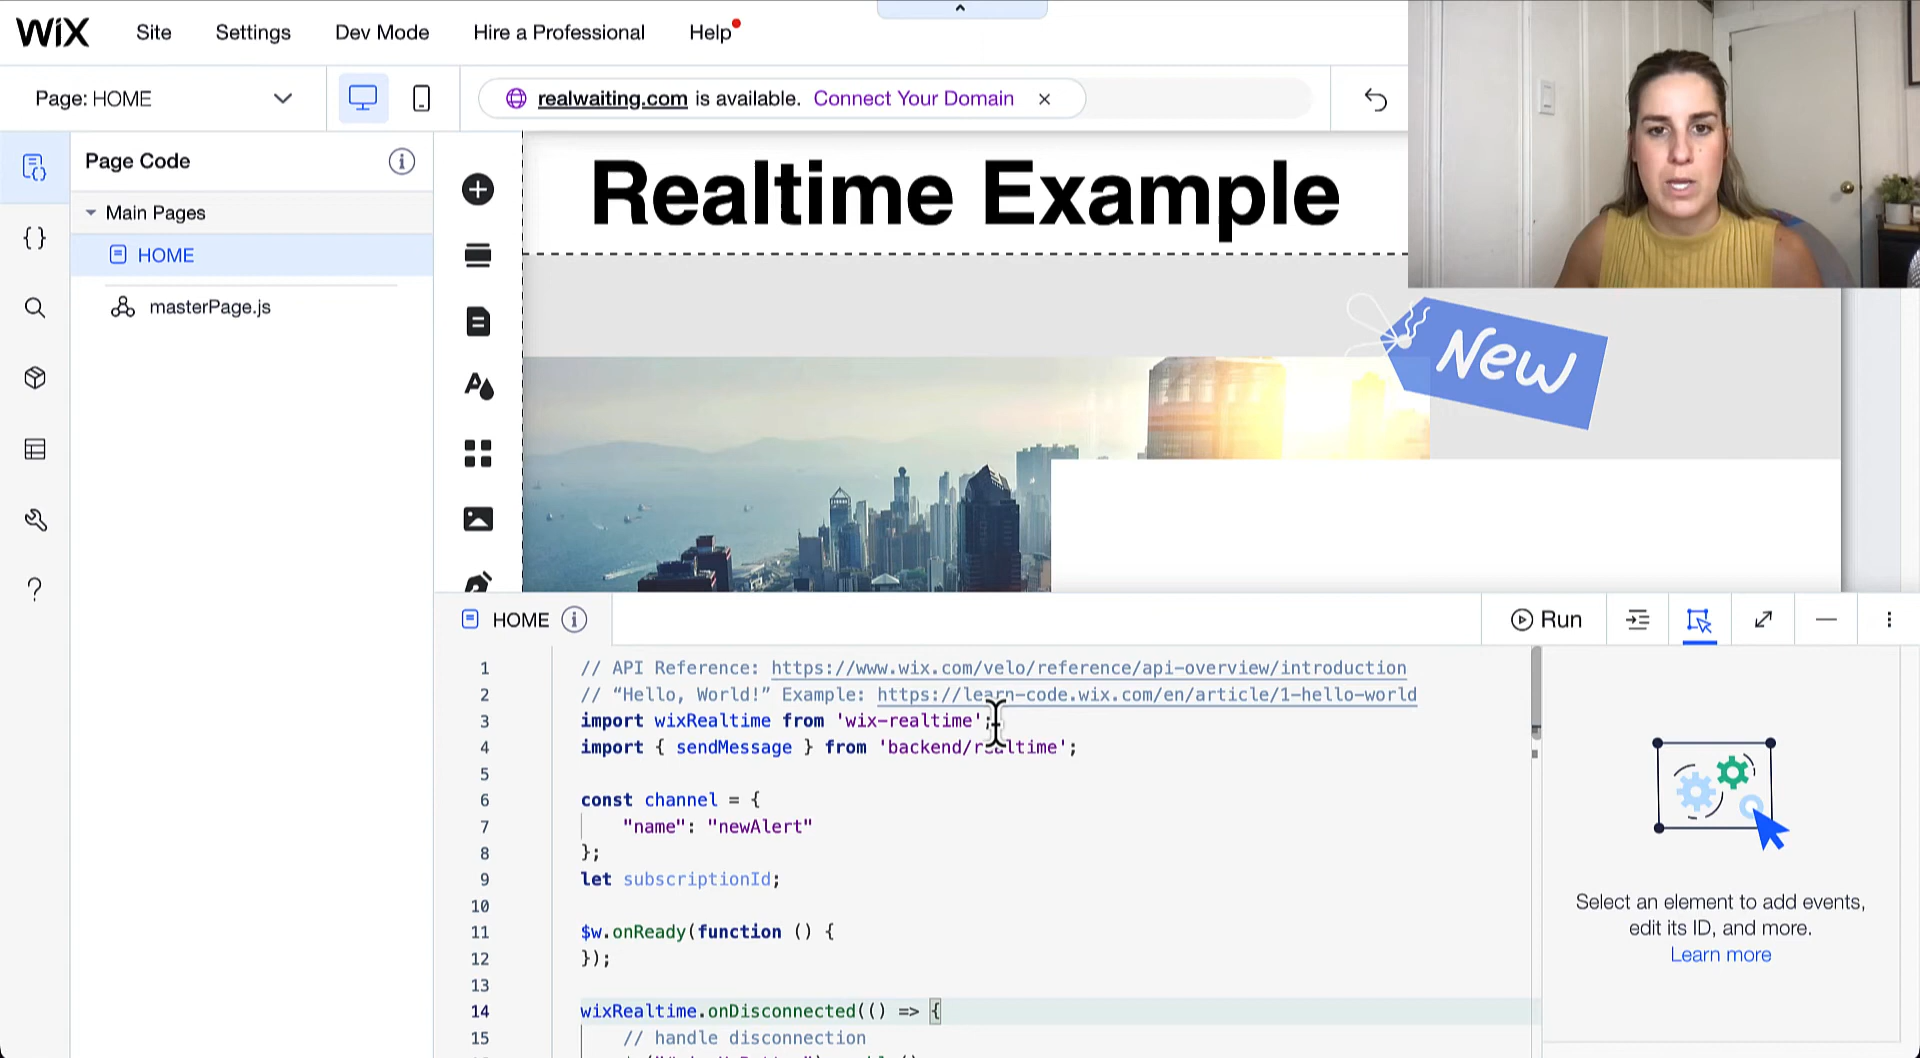 WiX
Site
Settings
Dev Mode
Hire a Professional
Help
Page: HOME
realwaiting.com is available. Connect Your Domain
Page Code
Main Pages
HOME
masterPage.js
Realtime Example
New
HOME
Run
1 // API Reference: https://www.wix.com/velo/reference/api-overview/introduction
2 // “Hello, World!” Example: https://learn-code.wix.com/en/article/1-hello-world
3 import wixRealtime from 'wix-realtime';
4 import { sendMessage } from 'backend/realtime';
5
6 const channel = {
7 "name": "newAlert"
8 };
9 let subscriptionId;
10
11 $w.onReady(function () {
12 });
13
14 wixRealtime.onDisconnected(() => {
15 // handle disconnection
Select an element to add events,
edit its ID, and more.
Learn more